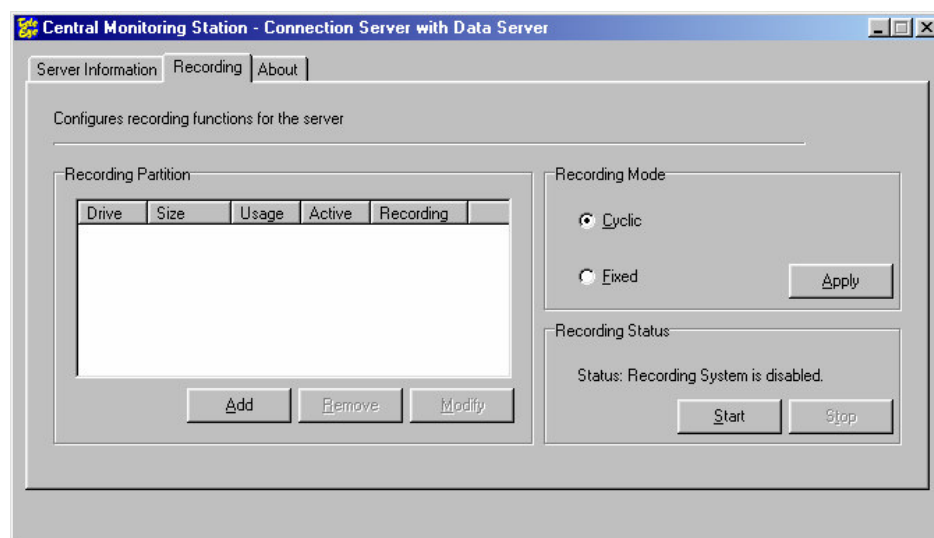 Tele Eye Central Monitoring Station - Connection Server with Data Server
Server Information Recording About
Configures recording functions for the server
Recording Partition
Drive Size Usage Active Recording
Add Remove Modify
Recording Mode
Cyclic
Fixed
Apply
Recording Status
Status: Recording System is disabled.
Start Stop